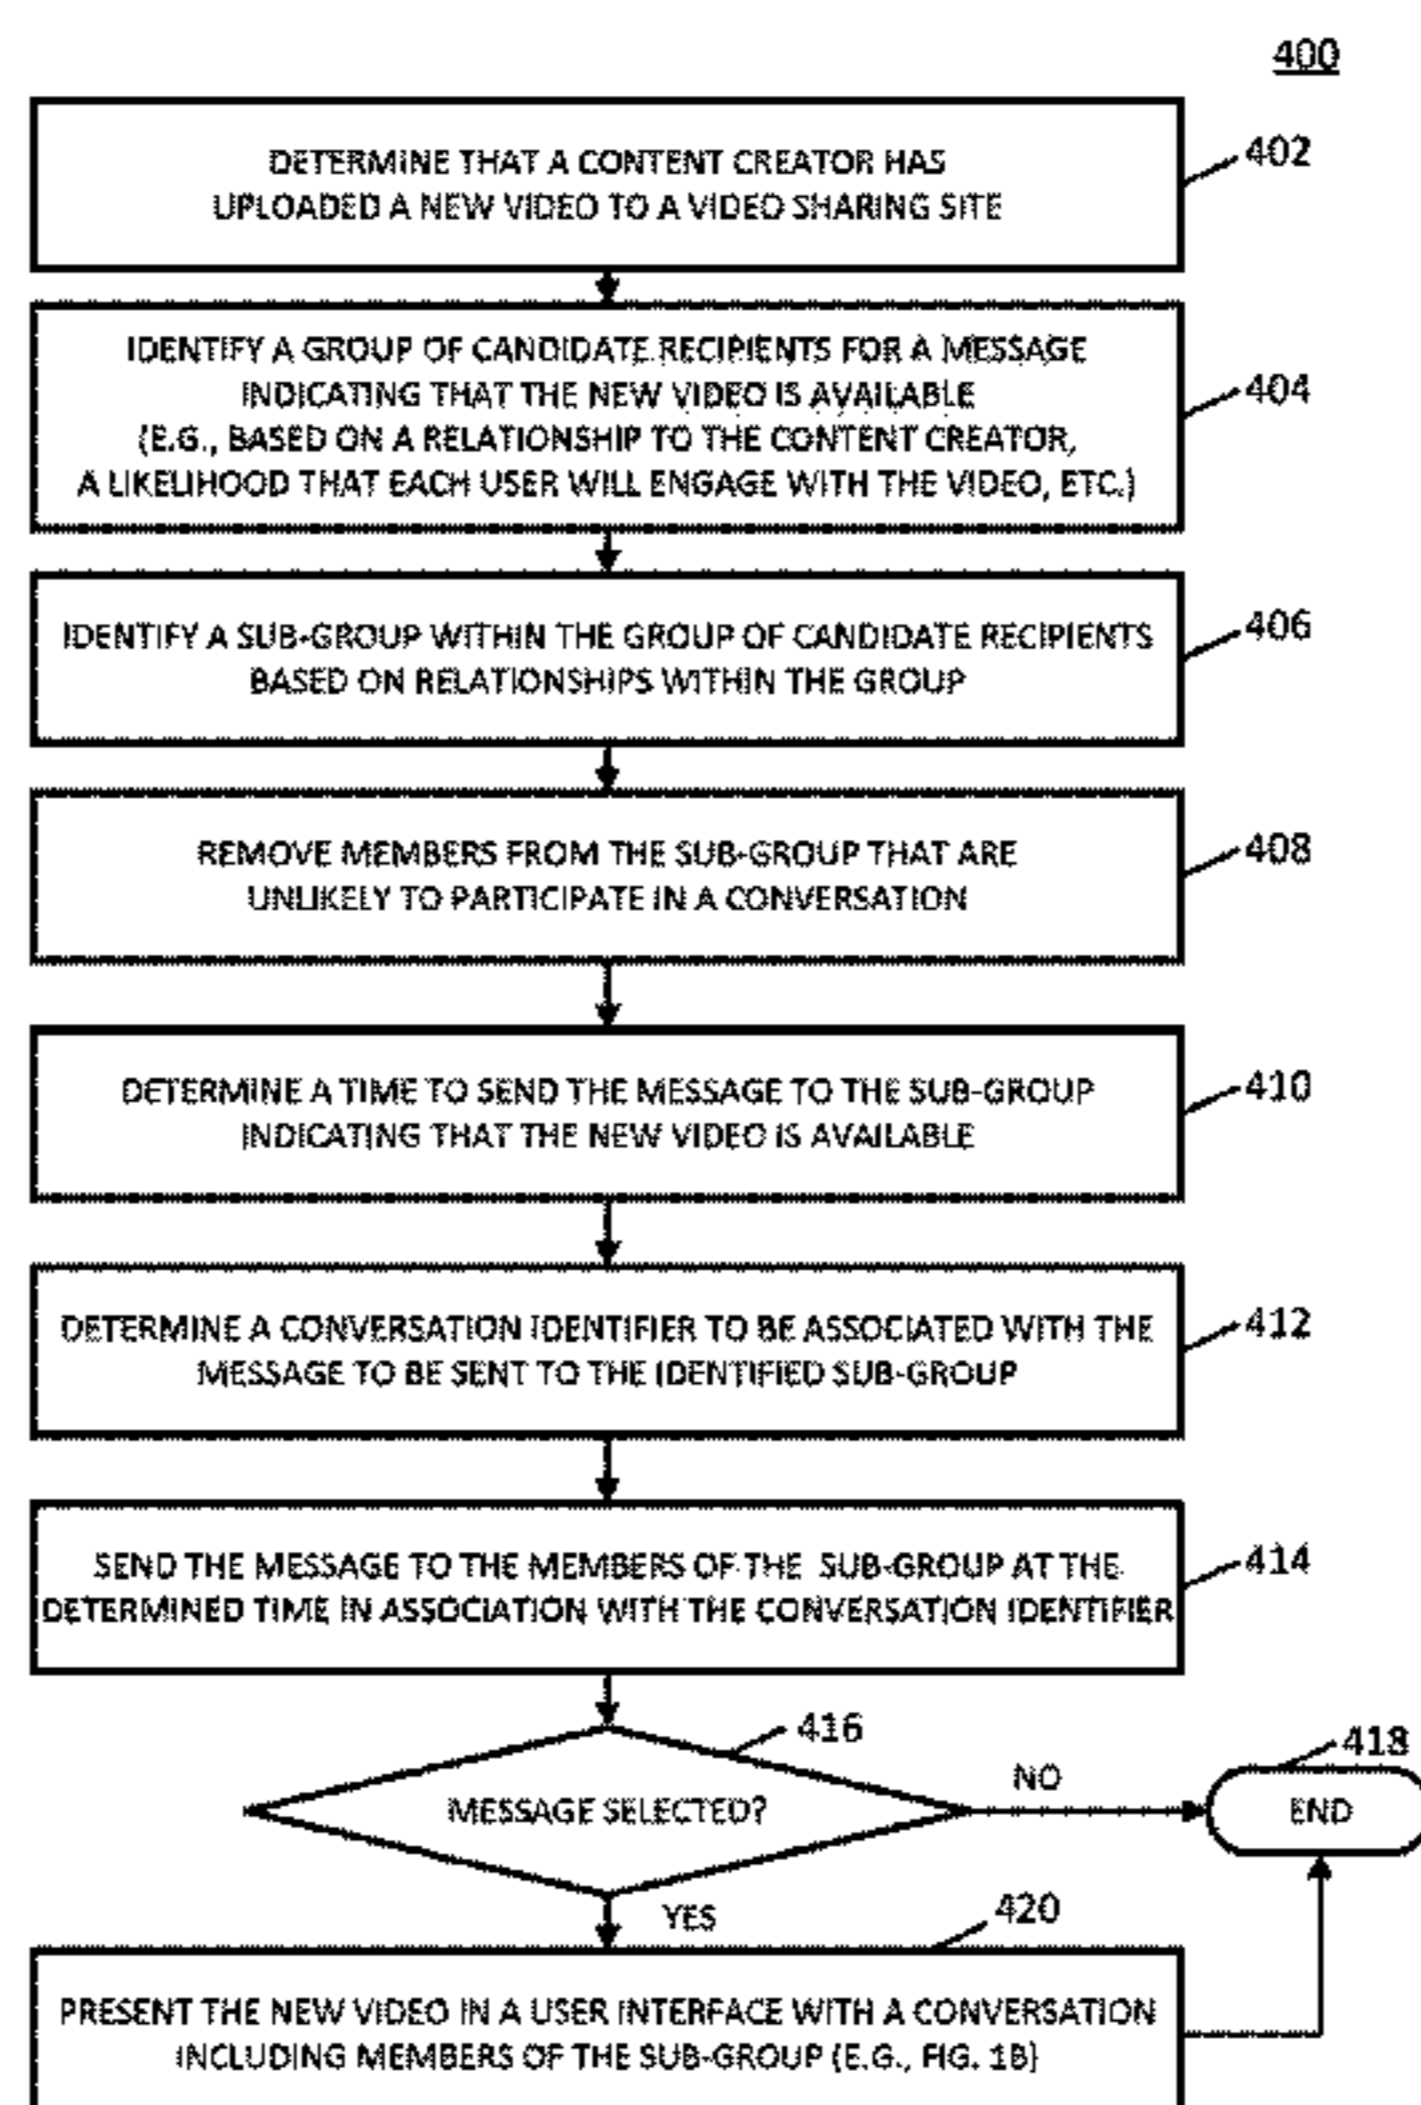 400
DETERMINE THAT A CONTENT CREATOR HAS
UPLOADED A NEW VIDEO TO A VIDEO SHARING SITE
402
IDENTIFY A GROUP OF CANDIDATE RECIPIENTS FOR A MESSAGE
INDICATING THAT THE NEW VIDEO IS AVAILABLE
(E.G., BASED ON A RELATIONSHIP TO THE CONTENT CREATOR,
A LIKELIHOOD THAT EACH USER WILL ENGAGE WITH THE VIDEO, ETC.)
404
IDENTIFY A SUB-GROUP WITHIN THE GROUP OF CANDIDATE RECIPIENTS
BASED ON RELATIONSHIPS WITHIN THE GROUP
406
REMOVE MEMBERS FROM THE SUB-GROUP THAT ARE
UNLIKELY TO PARTICIPATE IN A CONVERSATION
408
DETERMINE A TIME TO SEND THE MESSAGE TO THE SUB-GROUP
INDICATING THAT THE NEW VIDEO IS AVAILABLE
410
DETERMINE A CONVERSATION IDENTIFIER TO BE ASSOCIATED WITH THE
MESSAGE TO BE SENT TO THE IDENTIFIED SUB-GROUP
412
SEND THE MESSAGE TO THE MEMBERS OF THE SUB-GROUP AT THE
DETERMINED TIME IN ASSOCIATION WITH THE CONVERSATION IDENTIFIER
414
416
MESSAGE SELECTED?
NO
418
END
YES
420
PRESENT THE NEW VIDEO IN A USER INTERFACE WITH A CONVERSATION
INCLUDING MEMBERS OF THE SUB-GROUP (E.G., FIG. 1B)